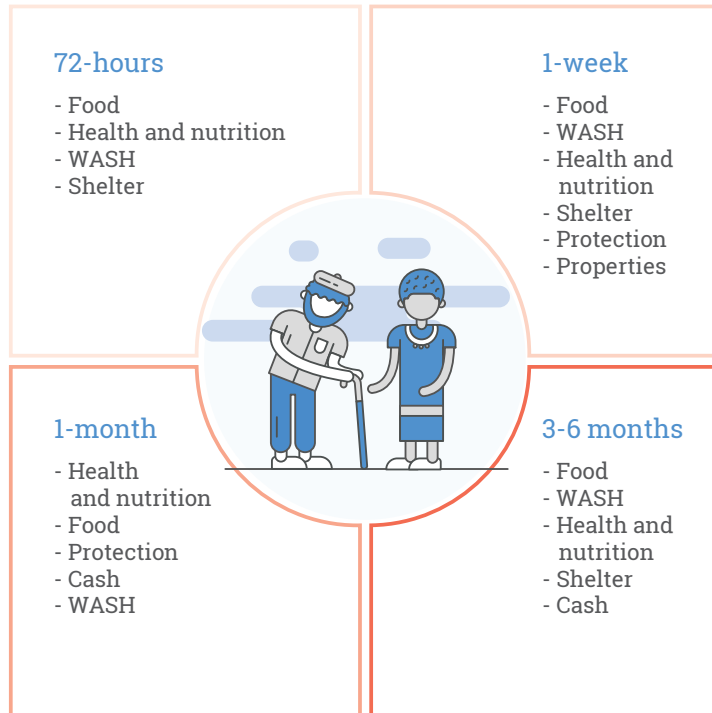 72-hours
- Food
- Health and nutrition
- WASH
- Shelter
1-week
- Food
- WASH
- Health and
nutrition
- Shelter
- Protection
- Properties
1-month
- Health
and nutrition
- Food
- Protection
- Cash
- WASH
3-6 months
- Food
- WASH
- Health and
nutrition
- Shelter
- Cash